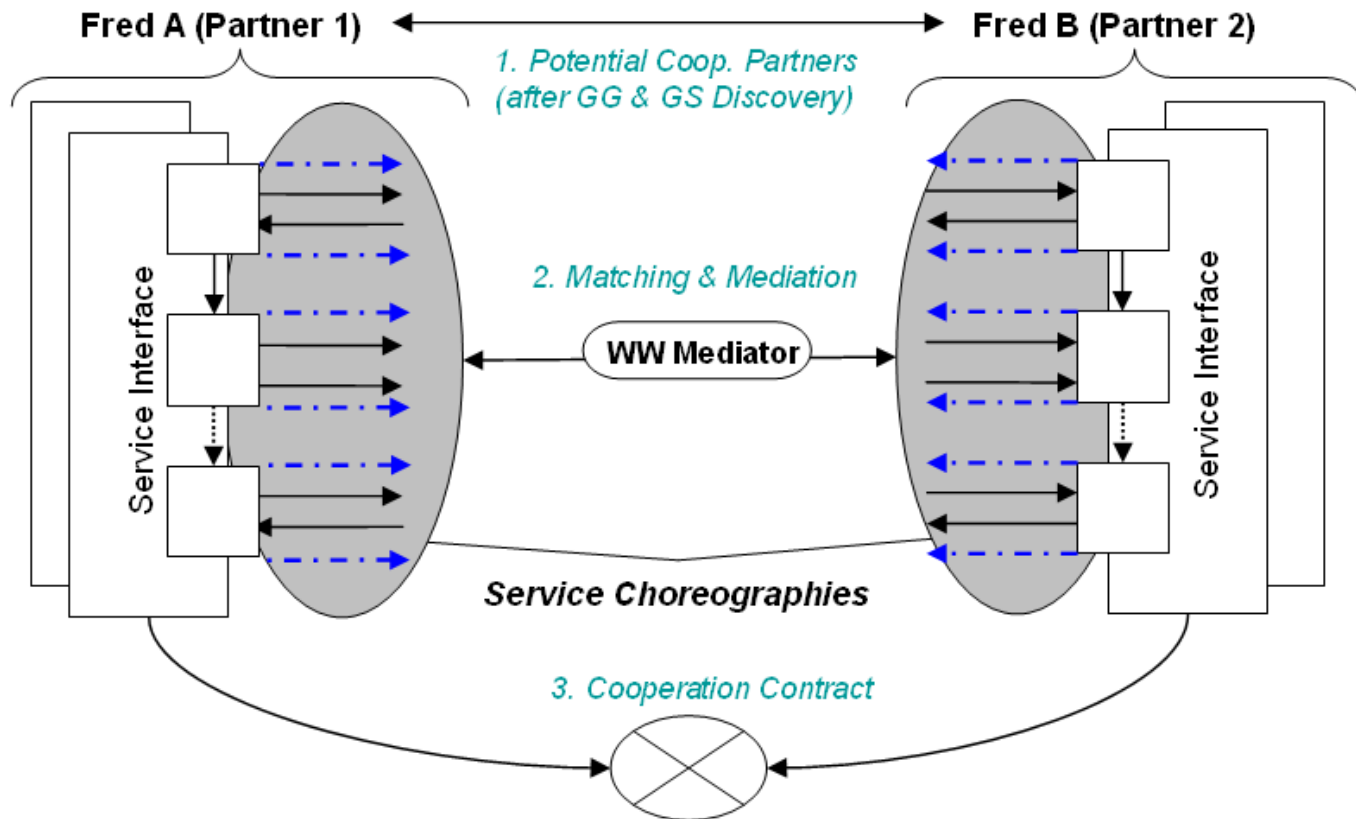 Fred A (Partner 1)
Fred B (Partner 2)
1. Potential Coop. Partners
(after GG & GS Discovery)
Service Interface
2. Matching & Mediation
WW Mediator
Service Interface
Service Choreographies
3. Cooperation Contract